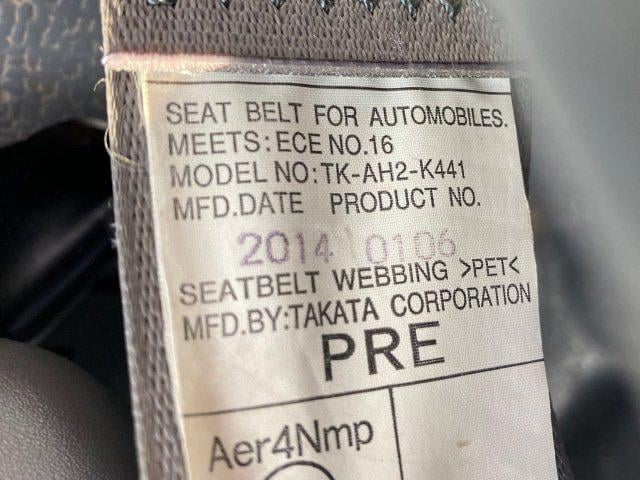 SEAT BELT FOR AUTOMOBILES.
MEETS: ECE NO.16
MODEL NO: TK-AH2-K441
MFD.DATE PRODUCT NO.
2014 0106
SEATBELT WEBBING >PET<
MFD.BY: TAKATA CORPORATION
PRE
Aer4Nmp